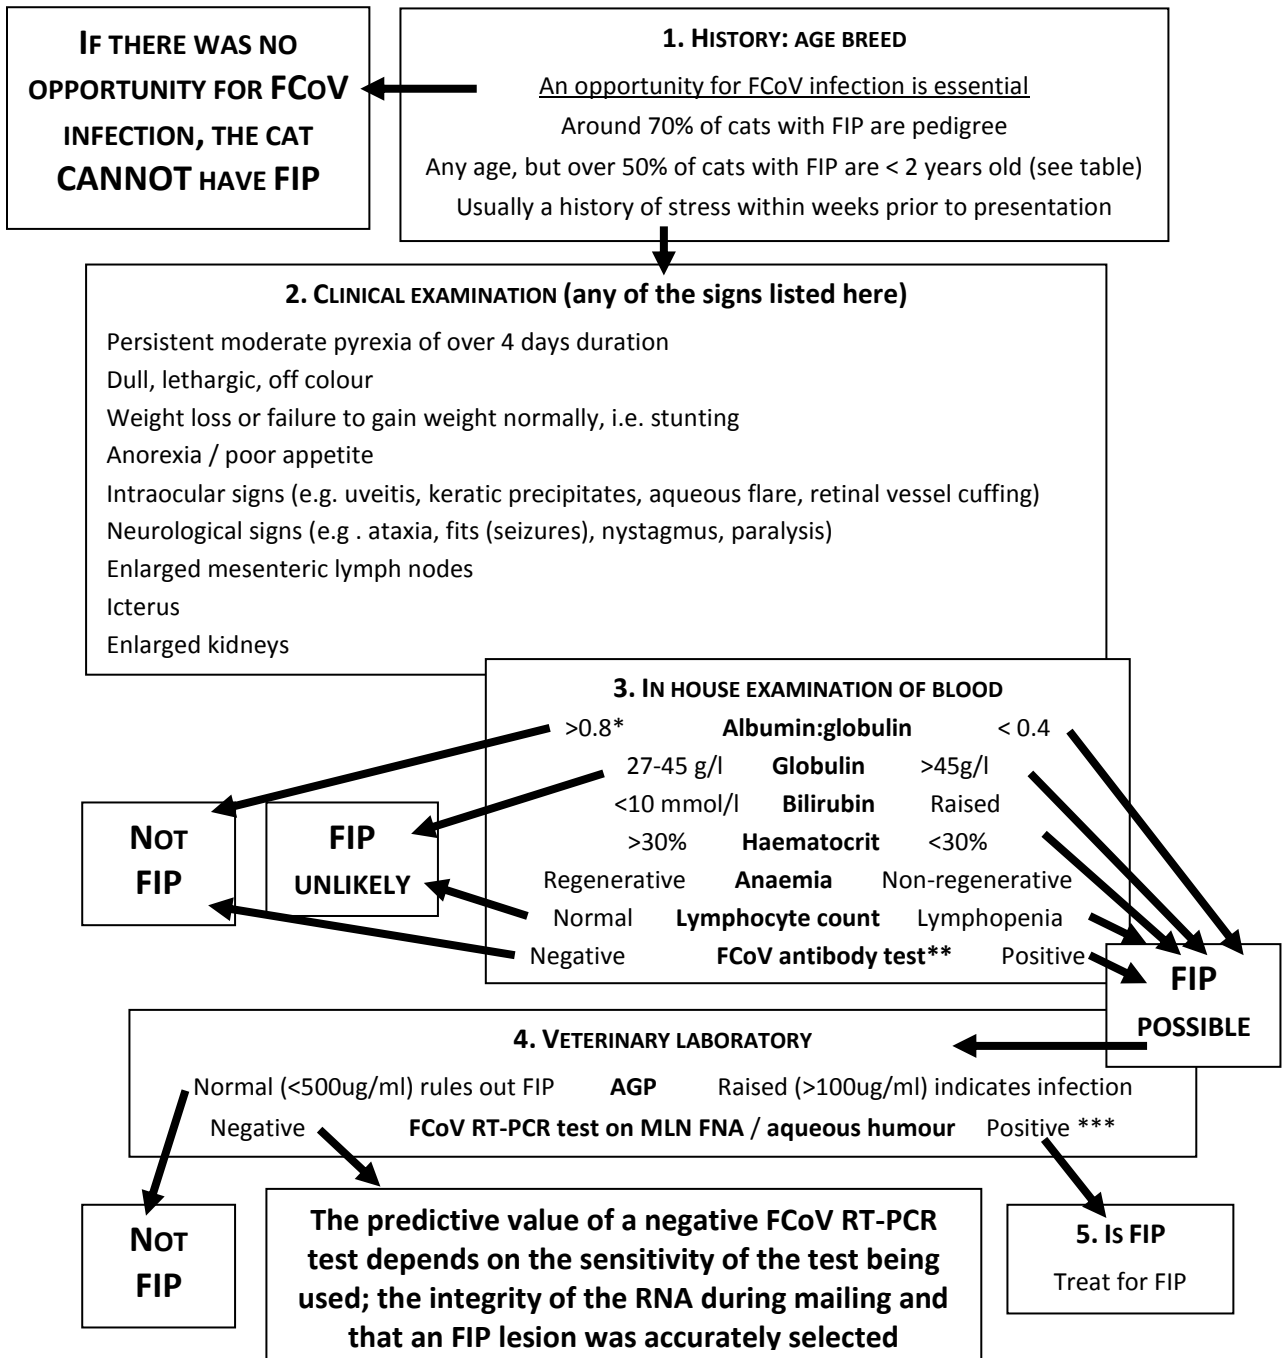 IF THERE WAS NO
OPPORTUNITY FOR FCOV
INFECTION, THE CAT
CANNOT HAVE FIP
1. HISTORY: AGE BREED
An opportunity for FCoV infection is essential
Around 70% of cats with FIP are pedigree
Any age, but over 50% of cats with FIP are < 2 years old (see table)
Usually a history of stress within weeks prior to presentation
2. CLINICAL EXAMINATION (any of the signs listed here)
Persistent moderate pyrexia of over 4 days duration
Dull, lethargic, off colour
Weight loss or failure to gain weight normally, i.e. stunting
Anorexia / poor appetite
Intraocular signs (e.g. uveitis, keratic precipitates, aqueous flare, retinal vessel cuffing)
Neurological signs (e.g . ataxia, fits (seizures), nystagmus, paralysis)
Enlarged mesenteric lymph nodes
Icterus
Enlarged kidneys
3. IN HOUSE EXAMINATION OF BLOOD
>0.8* Albumin:globulin < 0.4
27-45 g/l Globulin >45g/l
<10 mmol/l Bilirubin Raised
>30% Haematocrit <30%
Regenerative Anaemia Non-regenerative
Normal Lymphocyte count Lymphopenia
Negative FCoV antibody test** Positive
NOT
FIP
FIP
UNLIKELY
FIP
POSSIBLE
4. VETERINARY LABORATORY
Normal (<500ug/ml) rules out FIP AGP Raised (>100ug/ml) indicates infection
Negative FCoV RT-PCR test on MLN FNA / aqueous humour Positive ***
NOT
FIP
The predictive value of a negative FCoV RT-PCR
test depends on the sensitivity of the test being
used; the integrity of the RNA during mailing and
that an FIP lesion was accurately selected
5. IS FIP
Treat for FIP